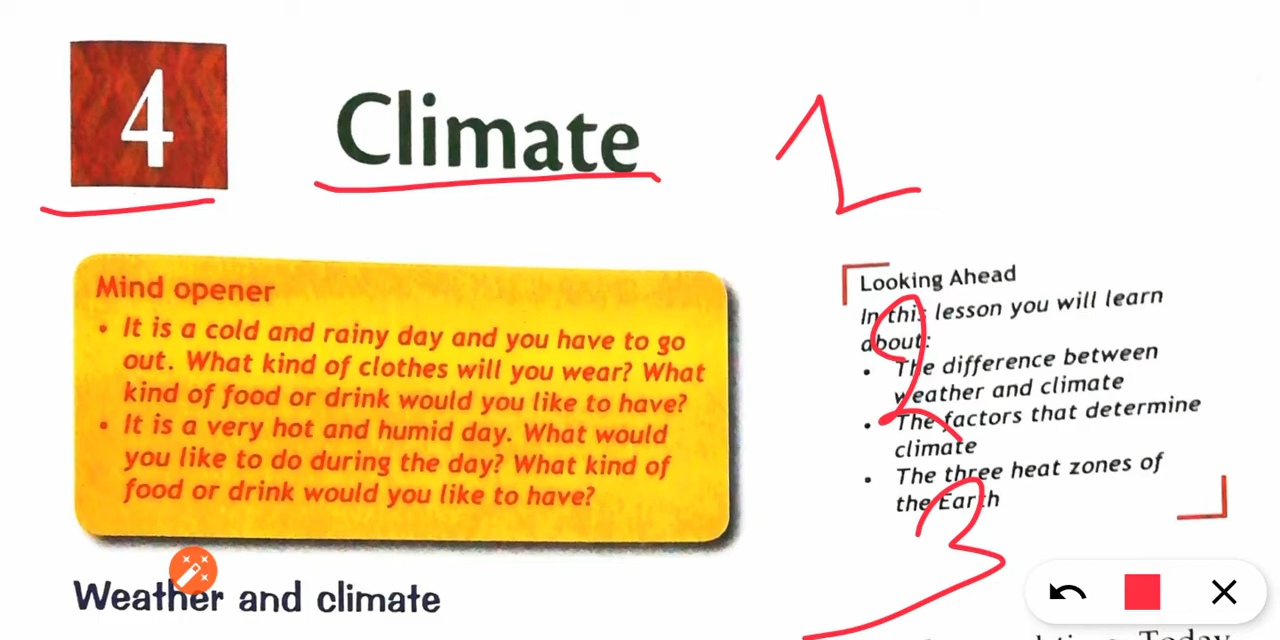 4
Climate
1
Mind opener
• It is a cold and rainy day and you have to go
out. What kind of clothes will you wear? What
kind of food or drink would you like to have?
• It is a very hot and humid day. What would
you like to do during the day? What kind of
food or drink would you like to have?
Looking Ahead
In this lesson you will learn
about:
• The difference between
weather and climate
• The factors that determine
climate
• The three heat zones of
the Earth
2
3
Weather and climate
Today